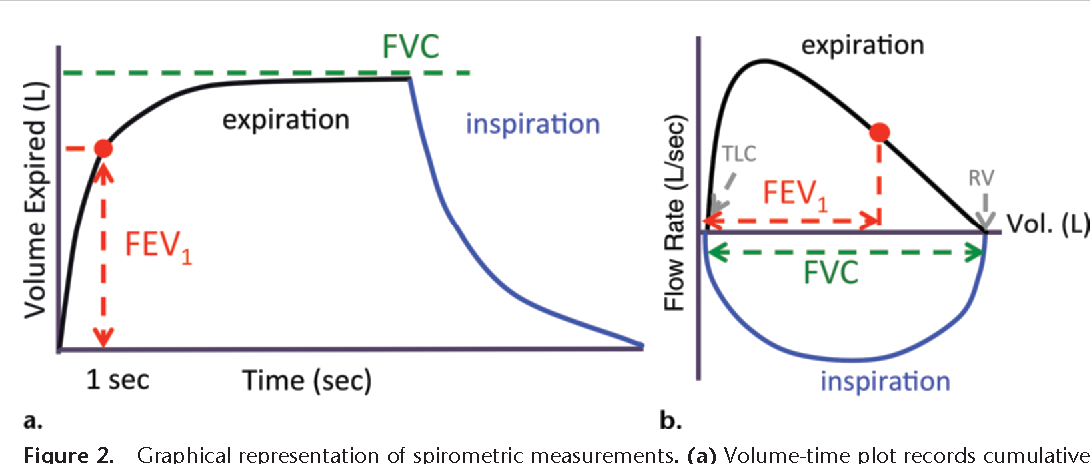 FVC
expiration
inspiration
Volume Expired (L)
FEV1
1 sec
Time (sec)
a.
expiration
TLC
FEV1
RV
Vol. (L)
Flow Rate (L/sec)
FVC
inspiration
b.
Figure 2. Graphical representation of spirometric measurements. (a) Volume-time plot records cumulative